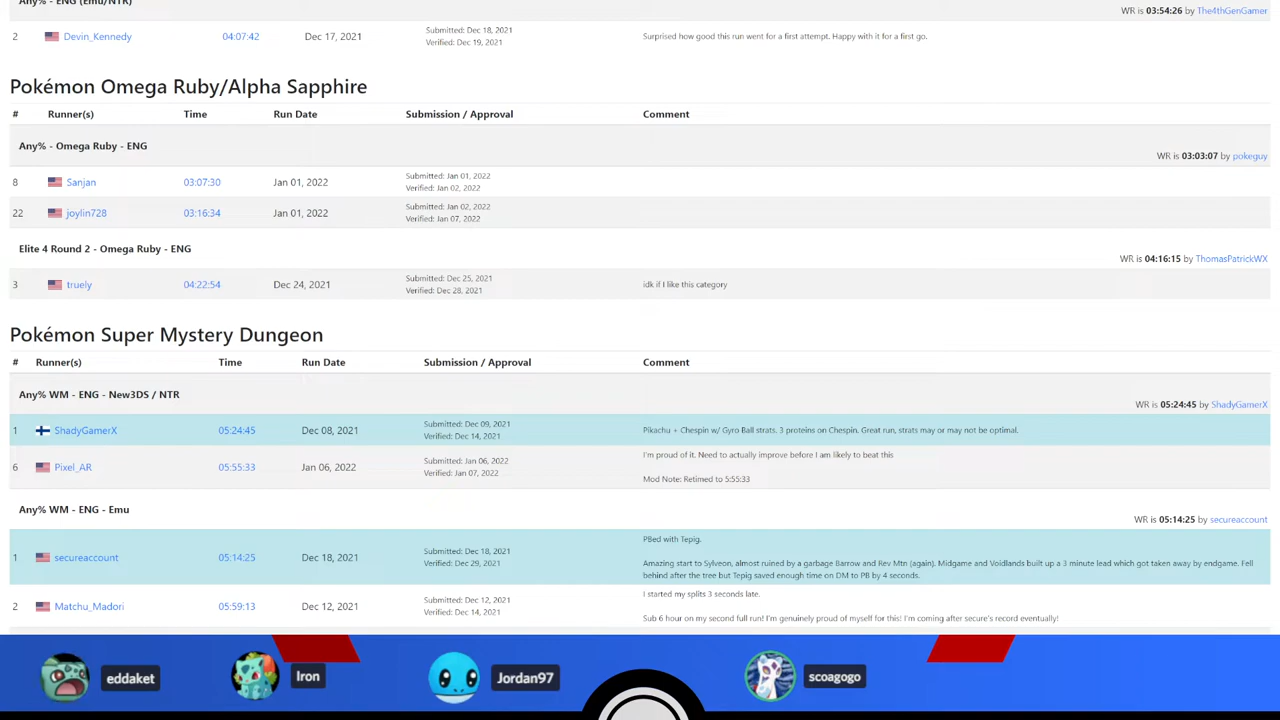 Any% - ENG (Emu/NTR)
WR is 03:54:26 by The4thGenGamer
2 Devin_Kennedy 04:07:42 Dec 17, 2021 Submitted: Dec 18, 2021 Surprised how good this run went for a first attempt. Happy with it for a first go.
Verified: Dec 19, 2021
Pokémon Omega Ruby/Alpha Sapphire
# Runner(s) Time Run Date Submission / Approval Comment
Any% - Omega Ruby - ENG
WR is 03:03:07 by pokeguy
8 Sanjan 03:07:30 Jan 01, 2022 Submitted: Jan 01, 2022
Verified: Jan 02, 2022
22 joylin728 03:16:34 Jan 01, 2022 Submitted: Jan 02, 2022
Verified: Jan 07, 2022
Elite 4 Round 2 - Omega Ruby - ENG
WR is 04:16:15 by ThomasPatrickWX
3 truely 04:22:54 Dec 24, 2021 Submitted: Dec 25, 2021 idk if I like this category
Verified: Dec 28, 2021
Pokémon Super Mystery Dungeon
# Runner(s) Time Run Date Submission / Approval Comment
Any% WM - ENG - New3DS / NTR
WR is 05:24:45 by ShadyGamerX
1 ShadyGamerX 05:24:45 Dec 08, 2021 Submitted: Dec 09, 2021 Pikachu + Chespin w/ Gyro Ball strats. 3 proteins on Chespin. Great run, strats may or may not be optimal.
Verified: Dec 14, 2021
6 Pixel_AR 05:55:33 Jan 06, 2022 Submitted: Jan 06, 2022 I'm proud of it. Need to actually improve before I am likely to beat this
Verified: Jan 07, 2022 Mod Note: Retimed to 5:55:33
Any% WM - ENG - Emu
WR is 05:14:25 by secureaccount
1 secureaccount 05:14:25 Dec 18, 2021 Submitted: Dec 18, 2021 PBed with Tepig.
Verified: Dec 29, 2021 Amazing start to Sylveon, almost ruined by a garbage Barrow and Rev Mtn (again). Midgame and Voidlands built up a 3 minute lead which got taken away by endgame. Fell
behind after the tree but Tepig saved enough time on DM to PB by 4 seconds.
2 Matchu_Madori 05:59:13 Dec 12, 2021 Submitted: Dec 12, 2021 I started my splits 3 seconds late.
Verified: Dec 14, 2021 Sub 6 hour on my second full run! I'm genuinely proud of myself for this! I'm coming after secure's record eventually!
eddaket Iron Jordan97 scoagogo